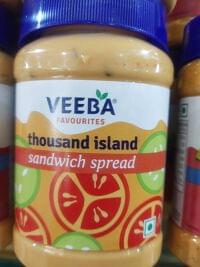 VEEBA
FAVOURITES
thousand island
sandwich spread